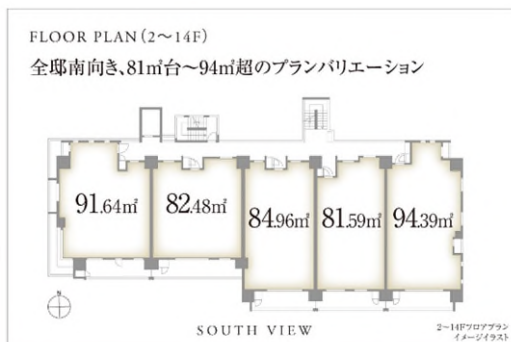 FLOOR PLAN(2〜14F)
全邸南向き、81㎡台〜94㎡超のプランバリエーション
91.64㎡
82.48㎡
84.96㎡
81.59㎡
94.39㎡
N
SOUTH VIEW
2〜14Fフロアプラン
イメージイラスト